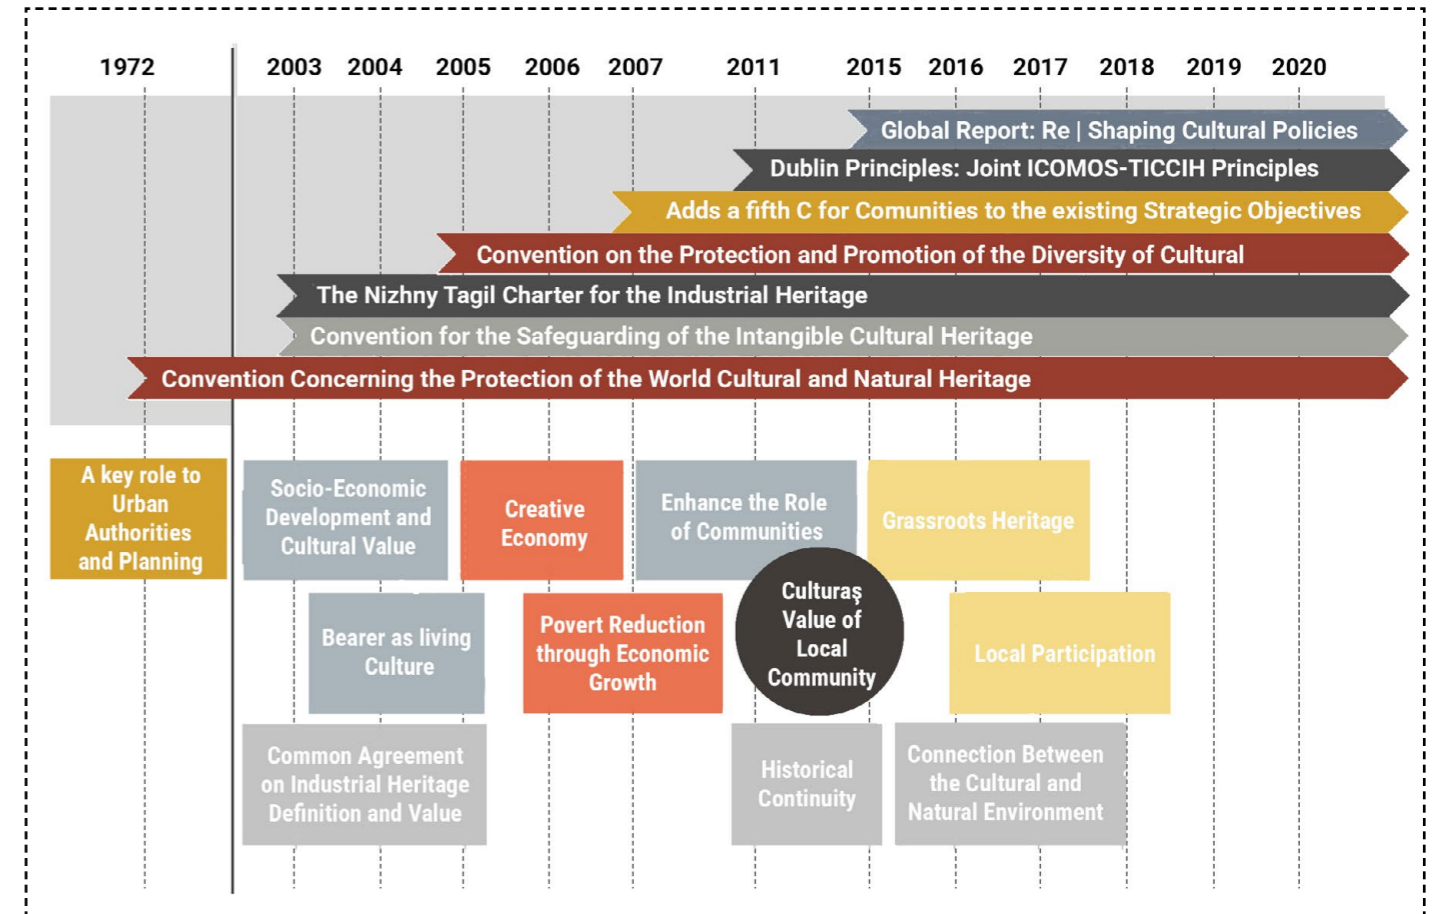 1972 2003 2004 2005 2006 2007 2011 2015 2016 2017 2018 2019 2020
Global Report: Re | Shaping Cultural Policies
Dublin Principles: Joint ICOMOS-TICCIH Principles
Adds a fifth C for Comunities to the existing Strategic Objectives
Convention on the Protection and Promotion of the Diversity of Cultural
The Nizhny Tagil Charter for the Industrial Heritage
Convention for the Safeguarding of the Intangible Cultural Heritage
Convention Concerning the Protection of the World Cultural and Natural Heritage
A key role to
Urban
Authorities
and Planning
Socio-Economic
Development and
Cultural Value
Creative
Economy
Enhance the Role
of Communities
Grassroots Heritage
Bearer as living
Culture
Povert Reduction
through Economic
Growth
Culturaş
Value of
Local
Community
Local Participation
Common Agreement
on Industrial Heritage
Definition and Value
Historical
Continuity
Connection Between
the Cultural and
Natural Environment